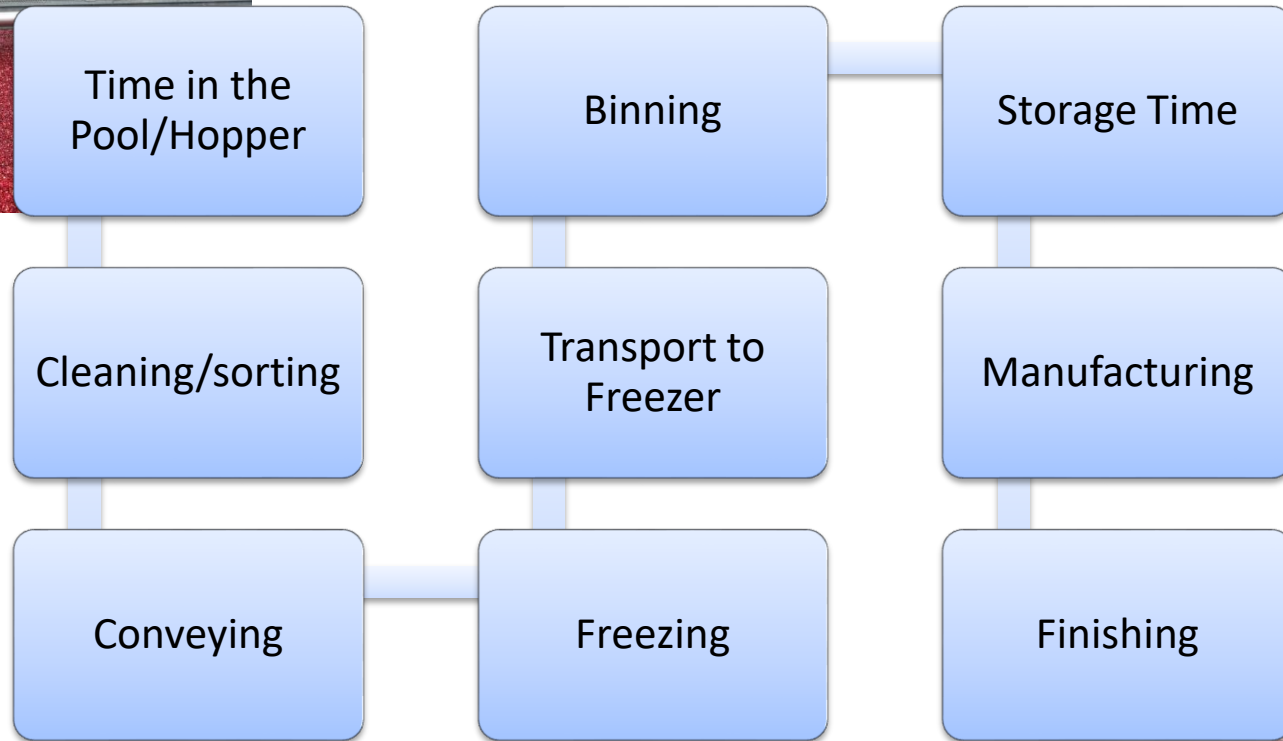 Time in the
Pool/Hopper
Cleaning/sorting
Conveying
Freezing
Transport to
Freezer
Binning
Storage Time
Manufacturing
Finishing